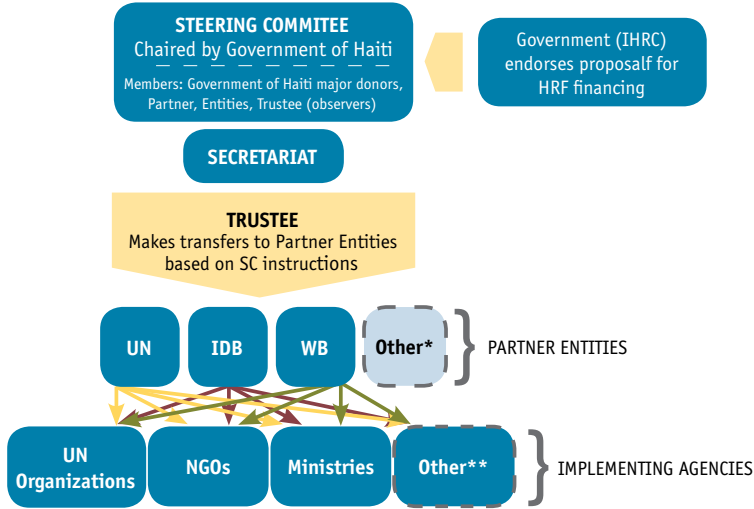 STEERING COMMITEE
Chaired by Government of Haiti
Members: Government of Haiti major donors,
Partner, Entities, Trustee (observers)
Government (IHRC)
endorses proposalf for
HRF financing
SECRETARIAT
TRUSTEE
Makes transfers to Partner Entities
based on SC instructions
UN
IDB
WB
Other*
PARTNER ENTITIES
UN
Organizations
NGOs
Ministries
Other**
IMPLEMENTING AGENCIES